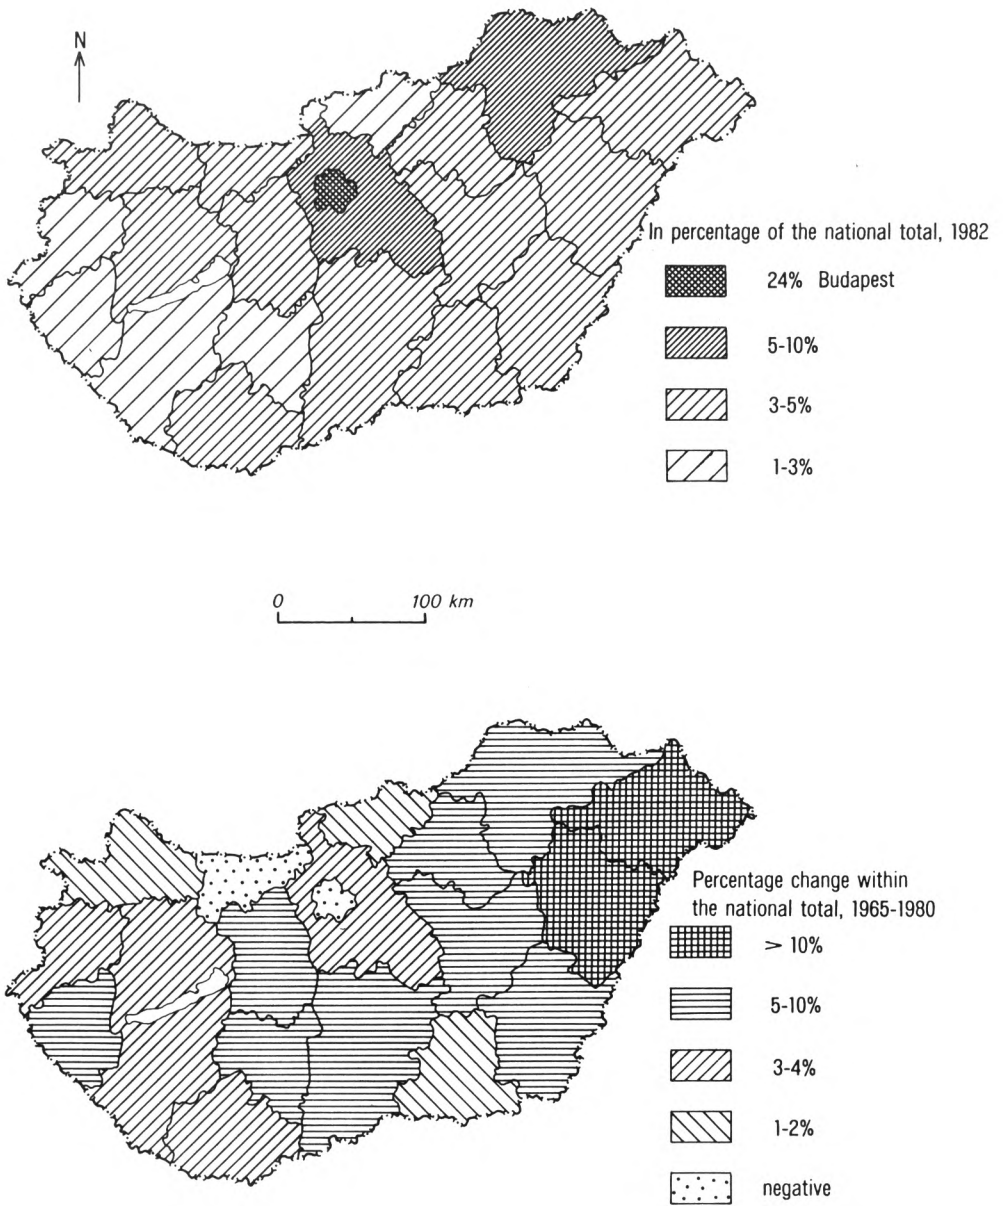 N
In percentage of the national total, 1982
24% Budapest
5-10%
3-5%
1-3%
0 100 km
Percentage change within
the national total, 1965-1980
> 10%
5-10%
3-4%
1-2%
negative